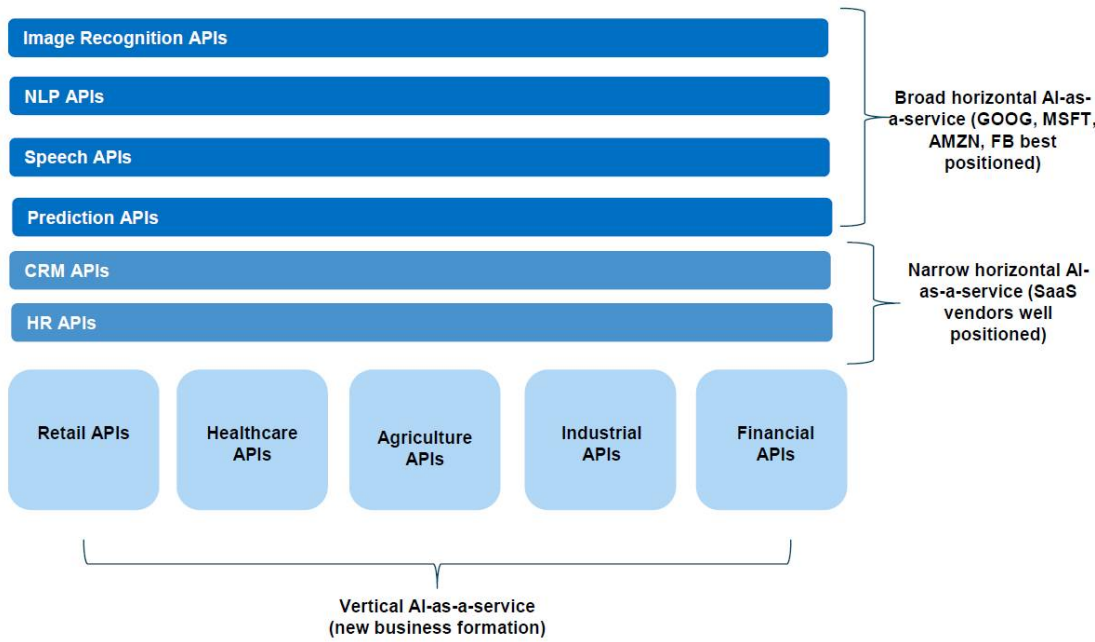 Image Recognition APIs
NLP APIs
Broad horizontal AI-as-
a-service (GOOG, MSFT,
AMZN, FB best
positioned)
Speech APIs
Prediction APIs
CRM APIs
HR APIs
Narrow horizontal AI-
as-a-service (SaaS
vendors well
positioned)
Retail APIs
Healthcare
APIs
Agriculture
APIs
Industrial
APIs
Financial
APIs
Vertical AI-as-a-service
(new business formation)